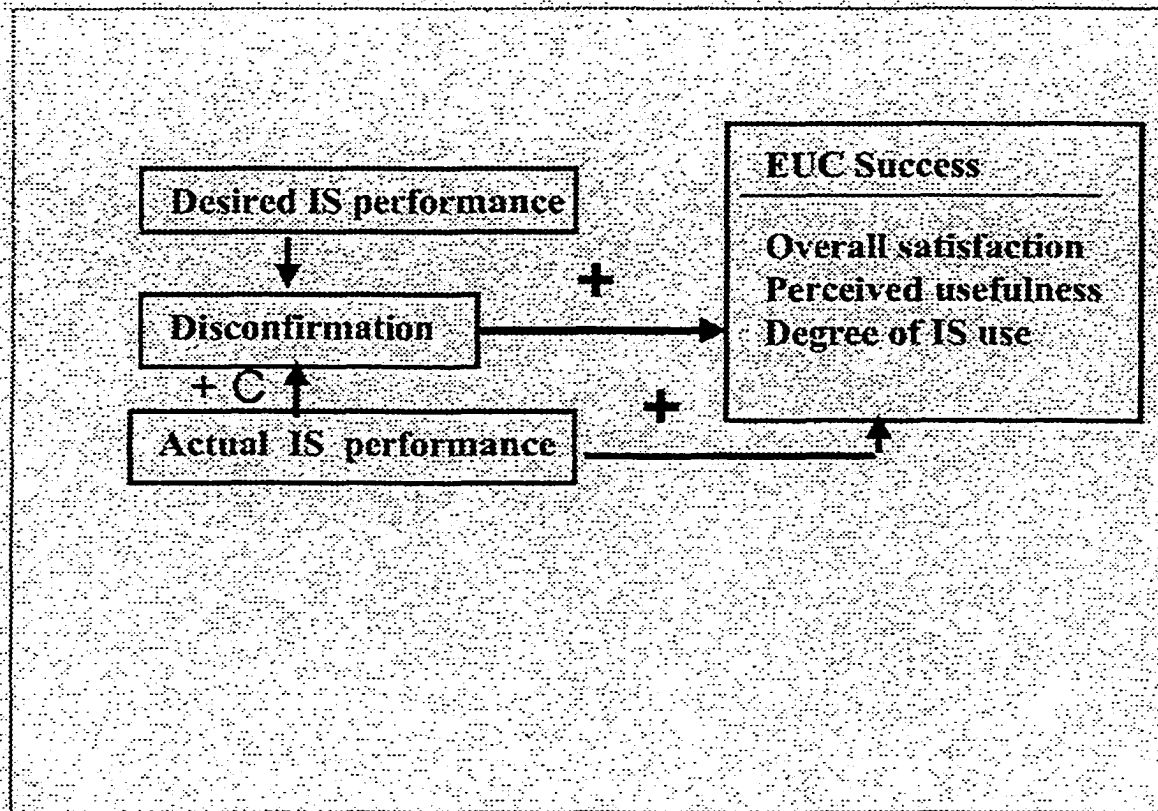 EUC Success
Desired IS performance
Overall satisfaction
+
Perceived usefulness
Disconfirmation
Degree of IS use
+ C
+
Actual IS performance